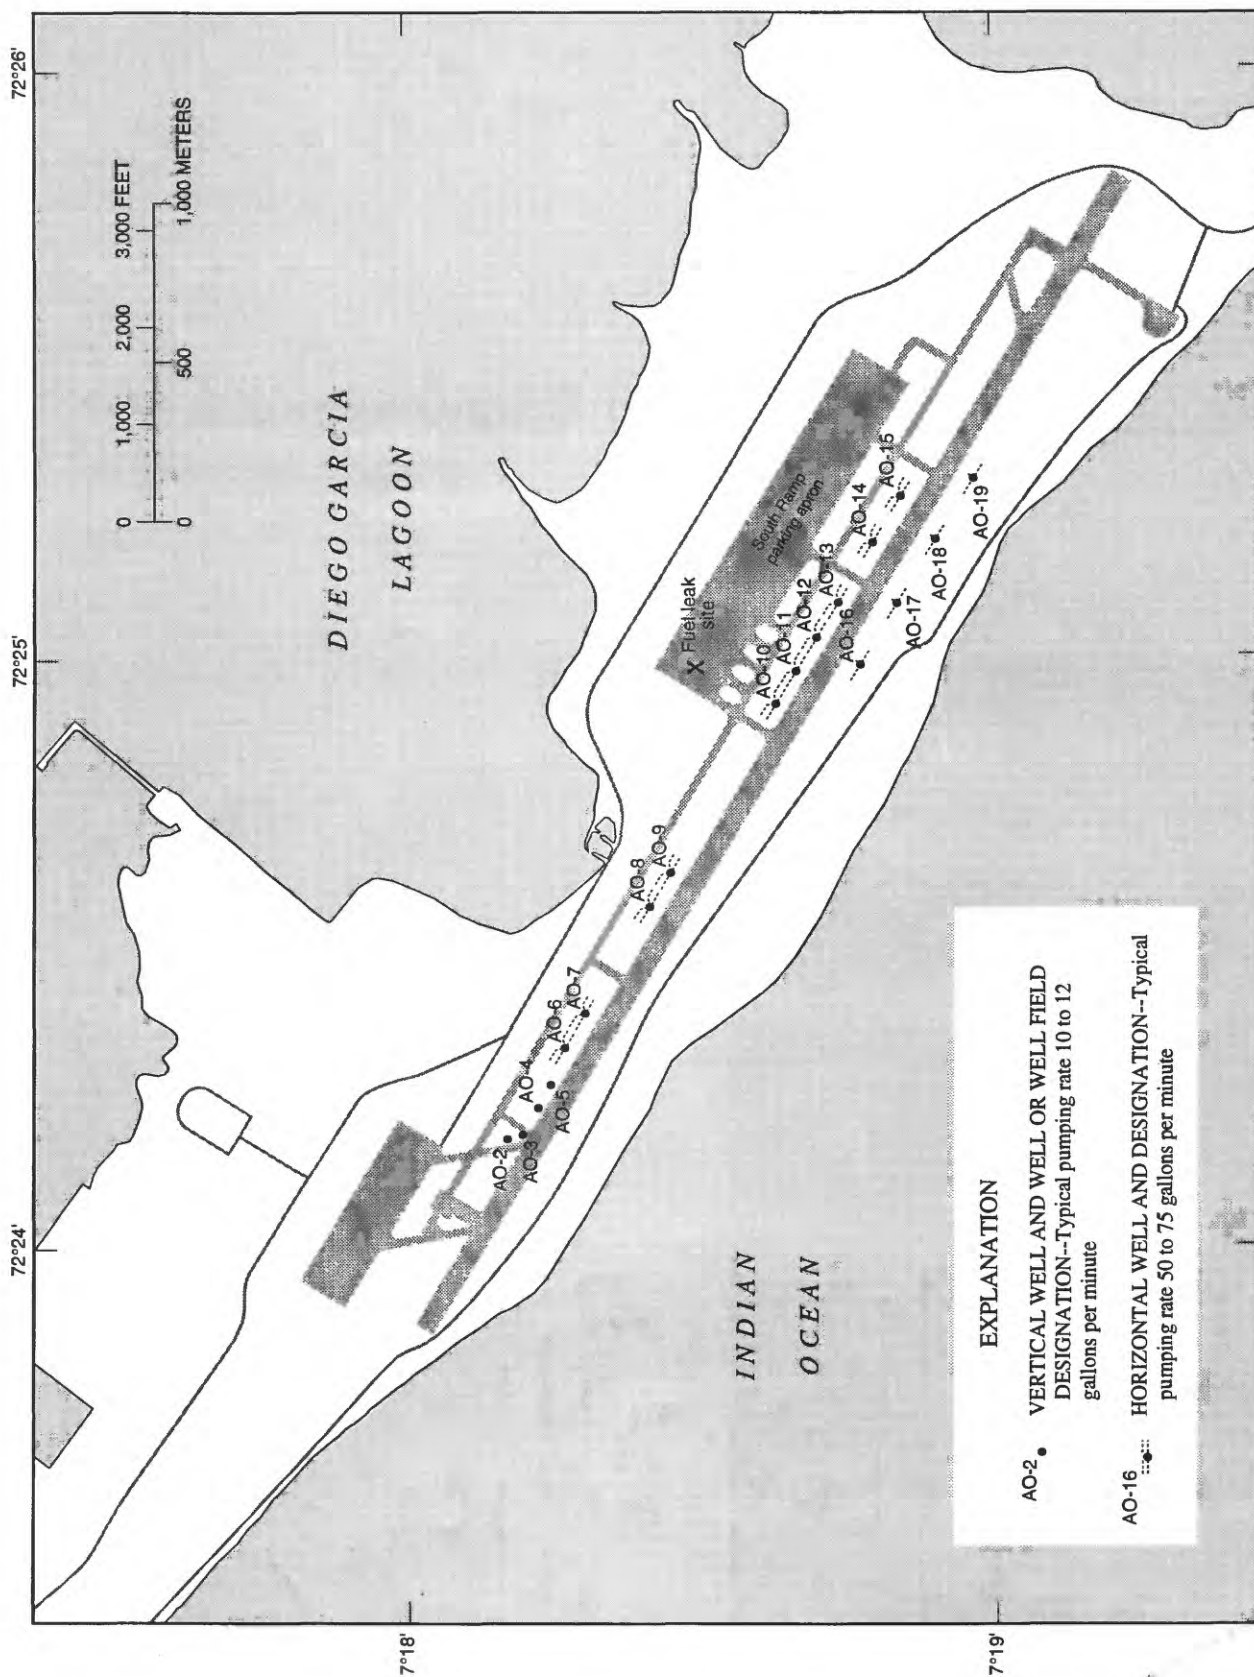 72°24'
72°25'
72°26'
7°18'
7°19'
0 1,000 2,000 3,000 FEET
0 500 1,000 METERS
DIEGO GARCIA
LAGOON
INDIAN
OCEAN
South Ramp
parking apron
X Fuel leak
site
AO-2
AO-3
AO-4
AO-5
AO-6
AO-7
AO-8
AO-9
AO-10
AO-11
AO-12
AO-13
AO-14
AO-15
AO-16
AO-17
AO-18
AO-19
EXPLANATION
AO-2 VERTICAL WELL AND WELL OR WELL FIELD
DESIGNATION--Typical pumping rate 10 to 12
gallons per minute
AO-16 HORIZONTAL WELL AND DESIGNATION--Typical
pumping rate 50 to 75 gallons per minute